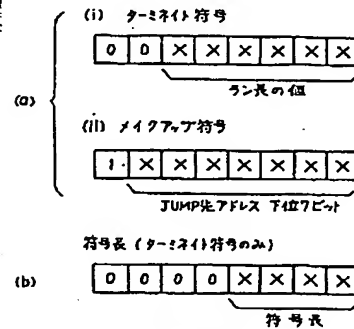 (a)
(i) ターミネイト符号
0 0 X X X X X X
ラン長の値
(ii) メイクアップ符号
1 X X X X X X X
JUMP先アドレス 下位7ビット
符号長 (ターミネイト符号のみ)
(b)
0 0 0 0 X X X X
符号長